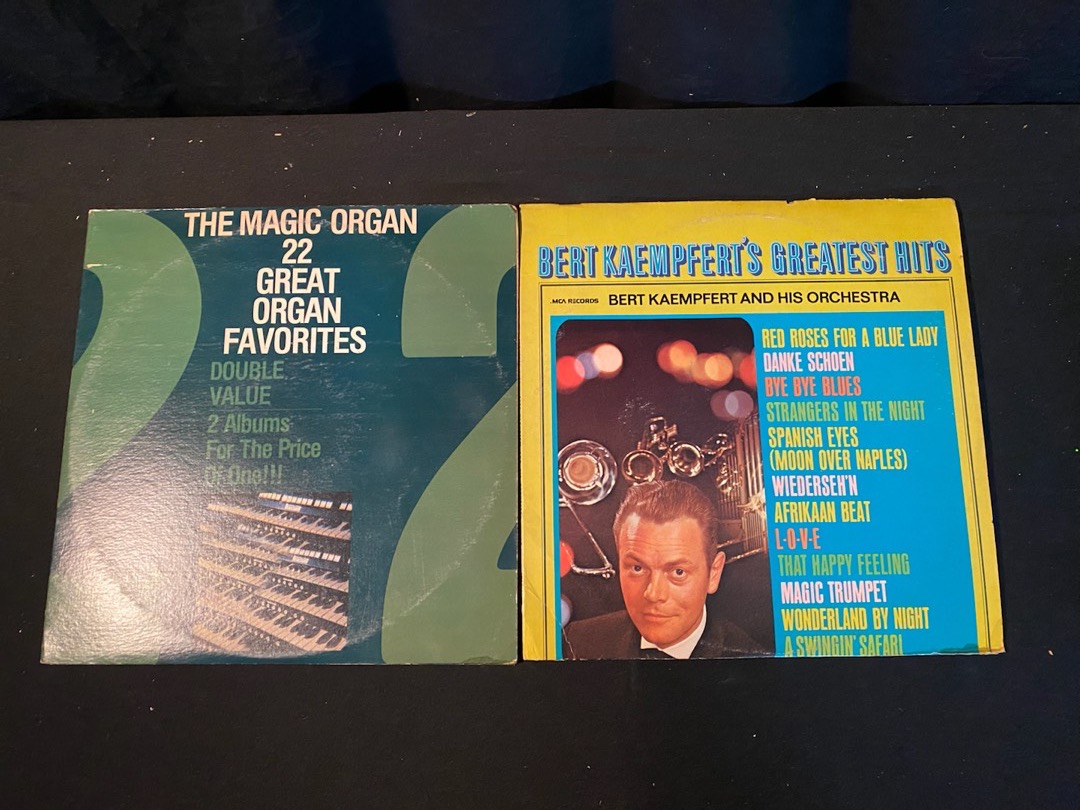 THE MAGIC ORGAN
22
GREAT
ORGAN
FAVORITES
DOUBLE
VALUE
2 Albums
For The Price
Of One!!!
BERT KAEMPFERT'S GREATEST HITS
MCA RECORDS BERT KAEMPFERT AND HIS ORCHESTRA
RED ROSES FOR A BLUE LADY
DANKE SCHOEN
BYE BYE BLUES
STRANGERS IN THE NIGHT
SPANISH EYES
(MOON OVER NAPLES)
WIEDERSEH'N
AFRIKAAN BEAT
L-O-V-E
THAT HAPPY FEELING
MAGIC TRUMPET
WONDERLAND BY NIGHT
A SWINGIN' SAFARI